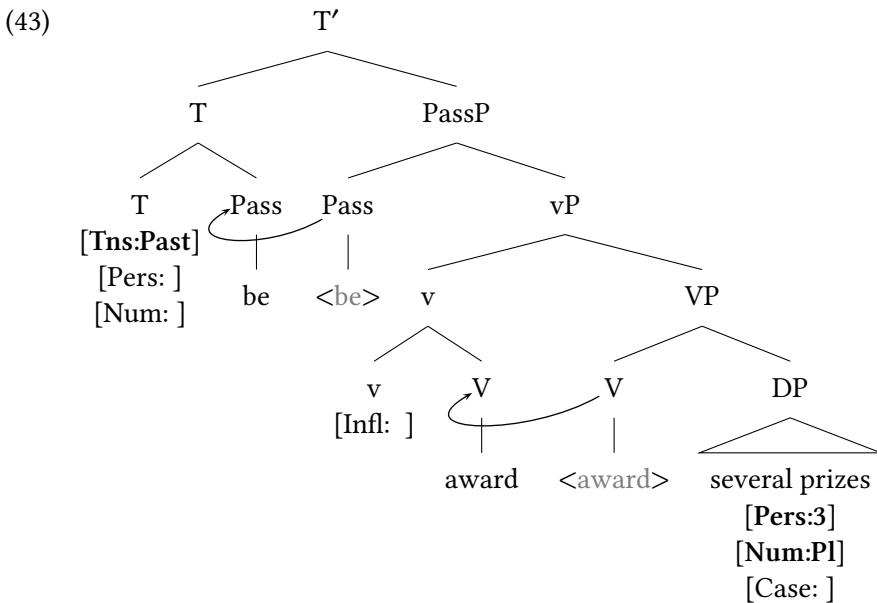 (43) T′
T PassP
T Pass Pass vP
[Tns:Past]
[Pers: ]
[Num: ] be <be> v VP
v V V DP
[Infl: ]
award <award> several prizes
[Pers:3]
[Num:Pl]
[Case: ]